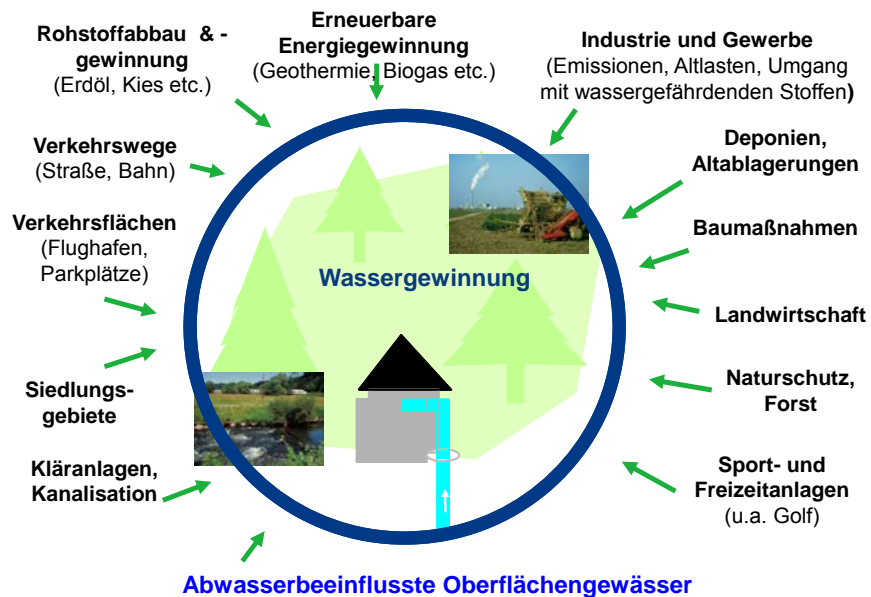 Rohstoffabbau & -
gewinnung
(Erdöl, Kies etc.)
Erneuerbare
Energiegewinnung
(Geothermie, Biogas etc.)
Industrie und Gewerbe
(Emissionen, Altlasten, Umgang
mit wassergefährdenden Stoffen)
Verkehrswege
(Straße, Bahn)
Deponien,
Altablagerungen
Verkehrsflächen
(Flughafen,
Parkplätze)
Baumaßnahmen
Wassergewinnung
Landwirtschaft
Siedlungs-
gebiete
Naturschutz,
Forst
Kläranlagen,
Kanalisation
Sport- und
Freizeitanlagen
(u.a. Golf)
Abwasserbeeinflusste Oberflächengewässer